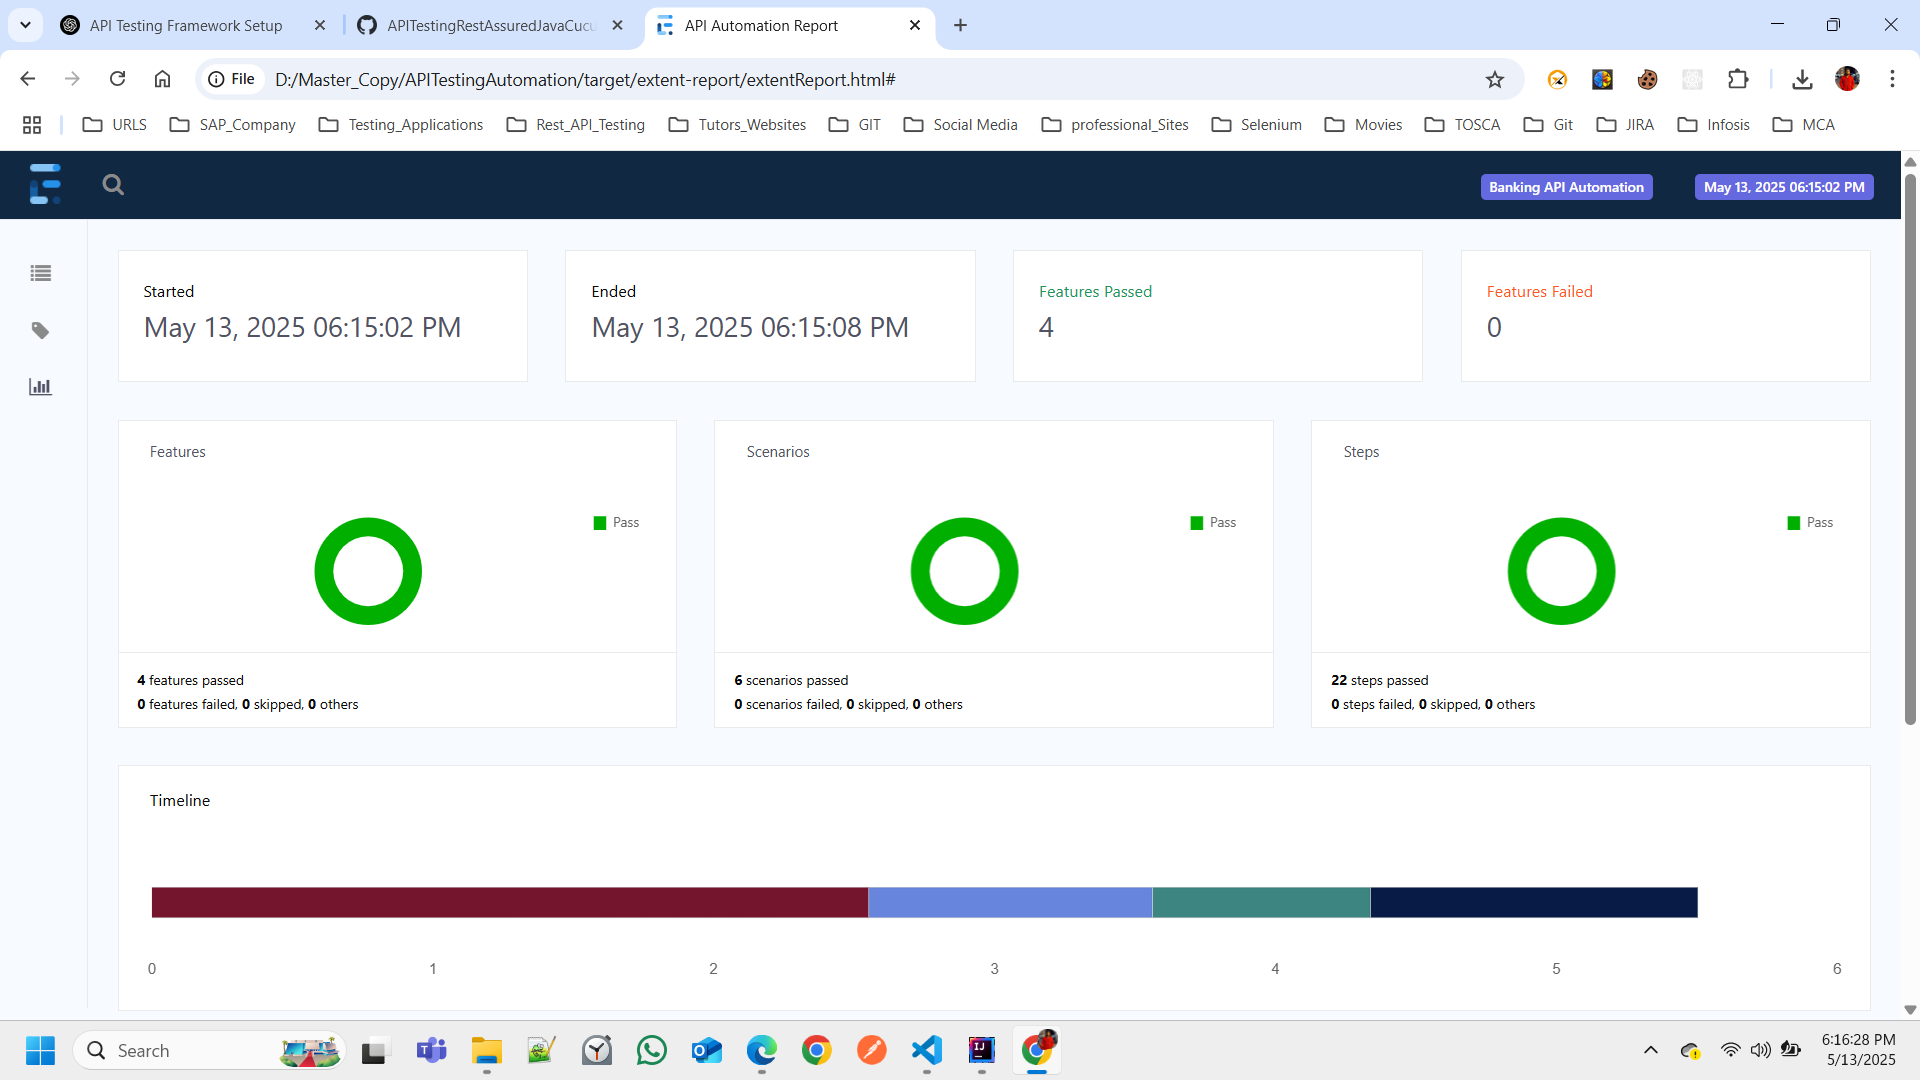 API Testing Framework Setup
APITestingRestAssuredJavaCucu
API Automation Report
File
D:/Master_Copy/APITestingAutomation/target/extent-report/extentReport.html#
URLS
SAP_Company
Testing_Applications
Rest_API_Testing
Tutors_Websites
GIT
Social Media
professional_Sites
Selenium
Movies
TOSCA
Git
JIRA
Infosis
MCA
Banking API Automation
May 13, 2025 06:15:02 PM
Started
May 13, 2025 06:15:02 PM
Ended
May 13, 2025 06:15:08 PM
Features Passed
4
Features Failed
0
Features
Pass
4 features passed
0 features failed, 0 skipped, 0 others
Scenarios
Pass
6 scenarios passed
0 scenarios failed, 0 skipped, 0 others
Steps
Pass
22 steps passed
0 steps failed, 0 skipped, 0 others
Timeline
0 1 2 3 4 5 6
Search
6:16:28 PM
5/13/2025